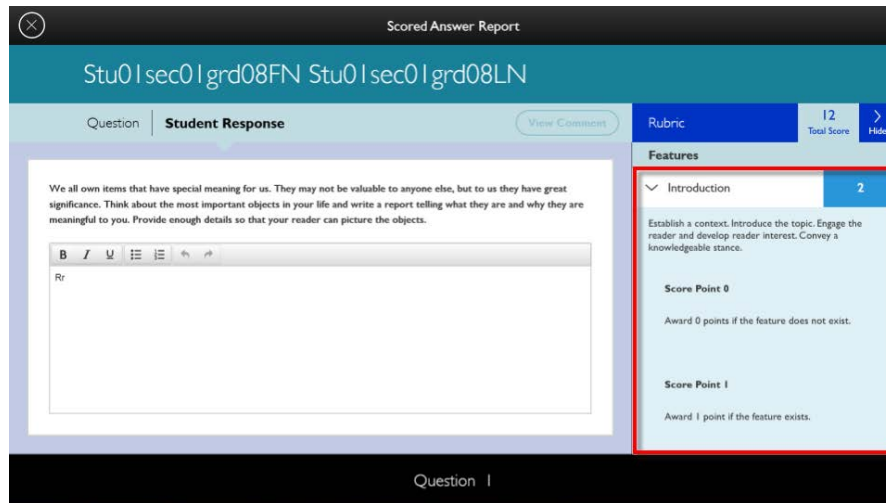 Scored Answer Report
Stu01sec01grd08FN Stu01sec01grd08LN
Question
Student Response
View Comment
Rubric
12
Total Score
Hide
Features
We all own items that have special meaning for us. They may not be valuable to anyone else, but to us they have great
significance. Think about the most important objects in your life and write a report telling what they are and why they are
meaningful to you. Provide enough details so that your reader can picture the objects.
B I U
Rr
Introduction
2
Establish a context. Introduce the topic. Engage the
reader and develop reader interest. Convey a
knowledgeable stance.
Score Point 0
Award 0 points if the feature does not exist.
Score Point 1
Award 1 point if the feature exists.
Question 1